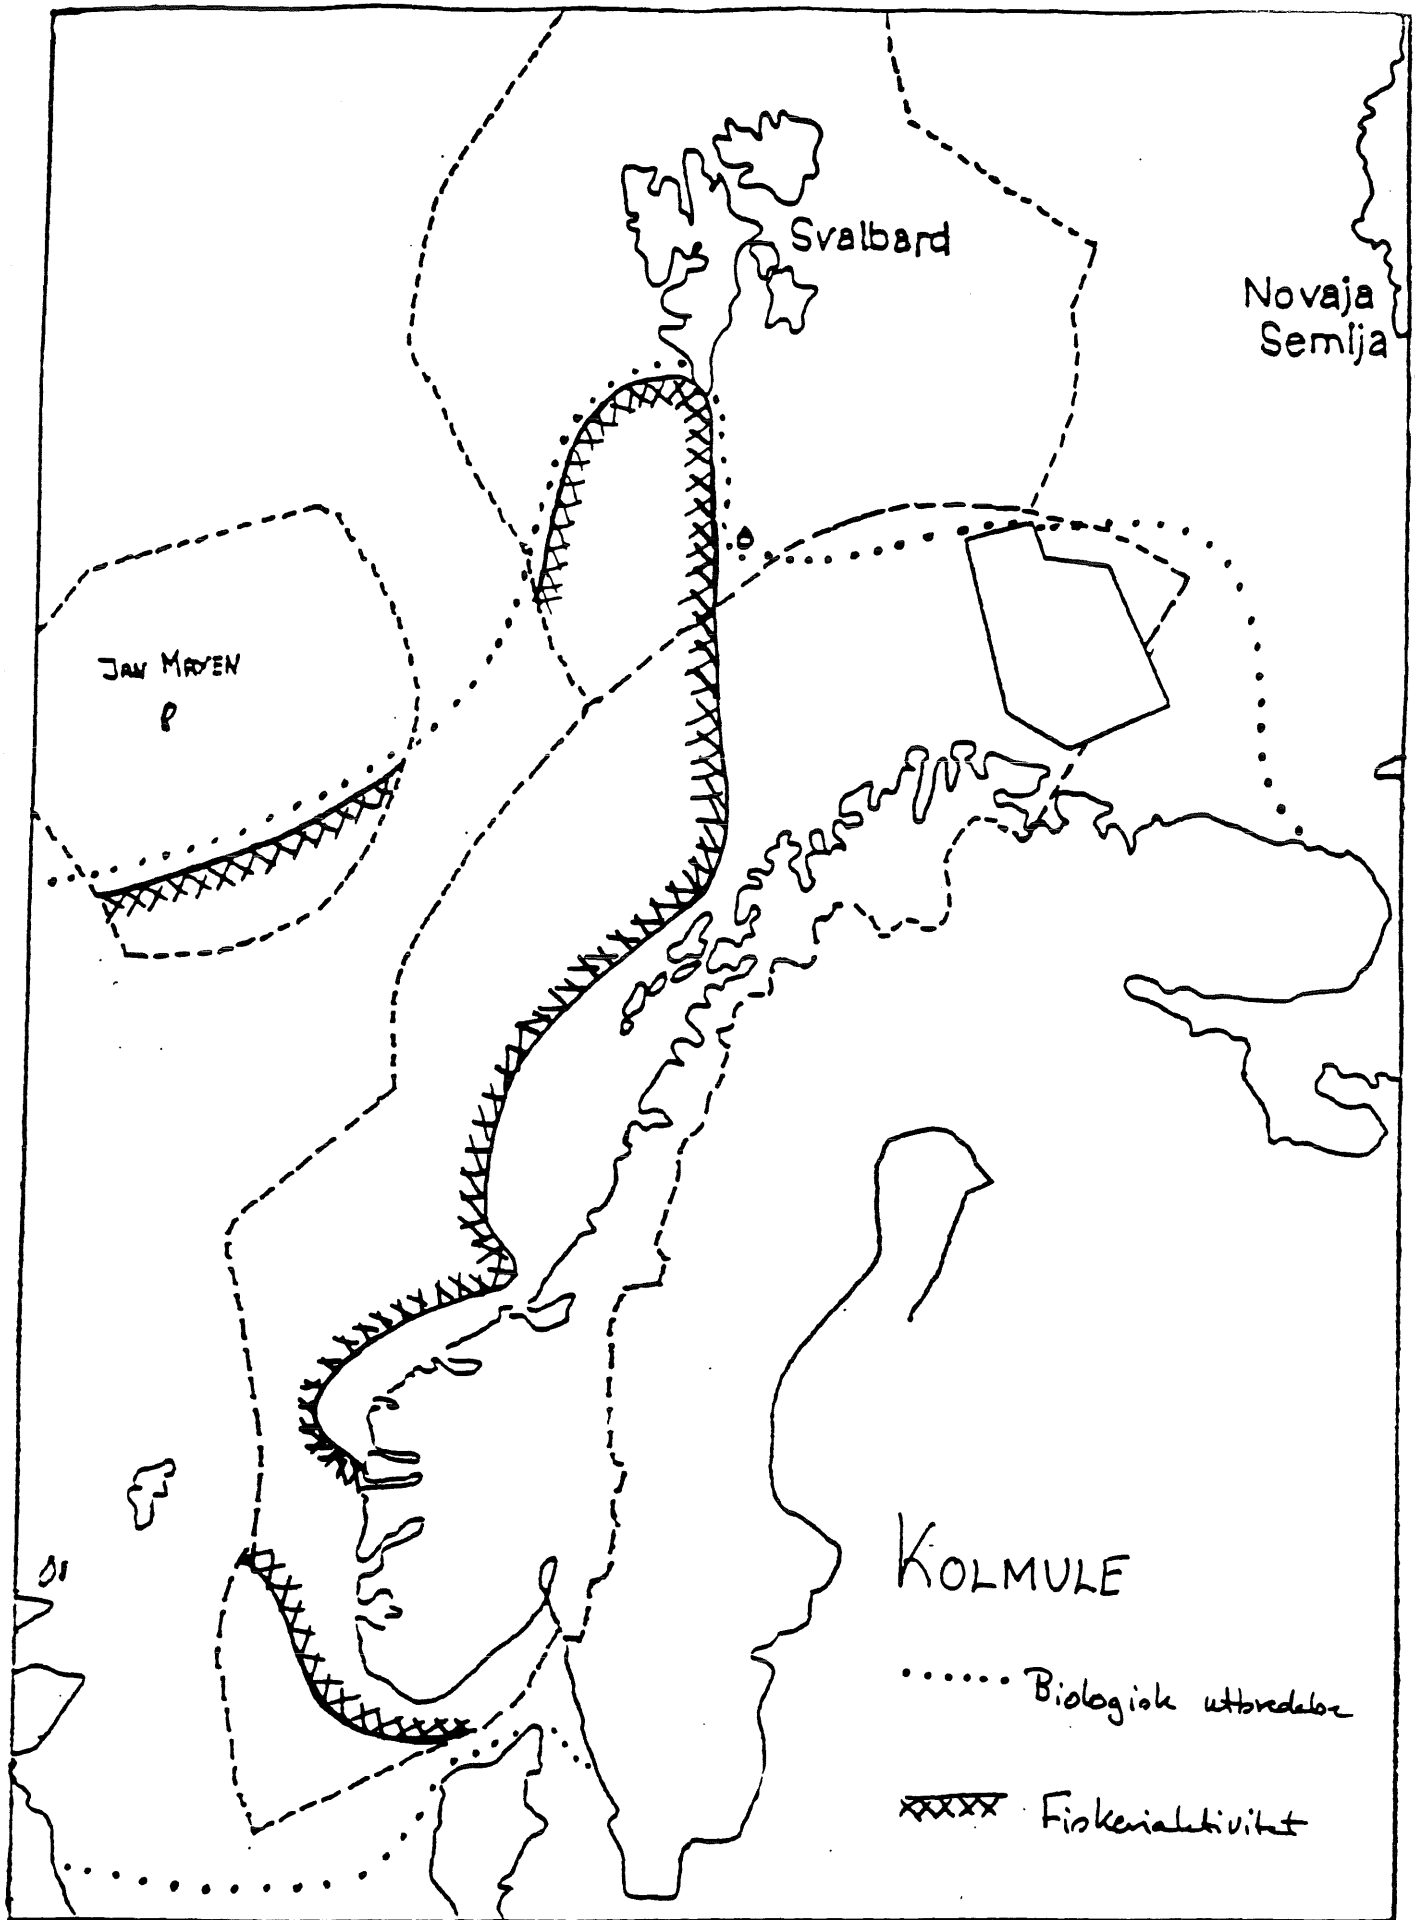 Svalbard
Novaja
Semlja
JAN MAYEN
KOLMULE
Biologisk utbredelse
Fiskeriaktivitet